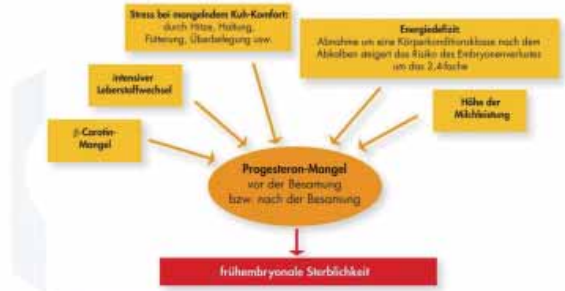 Stress bei mangelndem Kuh-Komfort:
durch Hitze, Haltung,
Fütterung, Überbelegung usw.
Energiedefizit:
Abnahme um eine Körperkonditionsklasse nach dem
Abkalben steigert das Risiko des Embryonenverlustes
um das 2,4fache
intensiver
Leberstoffwechsel
Höhe der
Milchleistung
β-Carotin-
Mangel
Progesteron-Mangel
vor der Besamung
bzw. nach der Besamung
frühembryonale Sterblichkeit